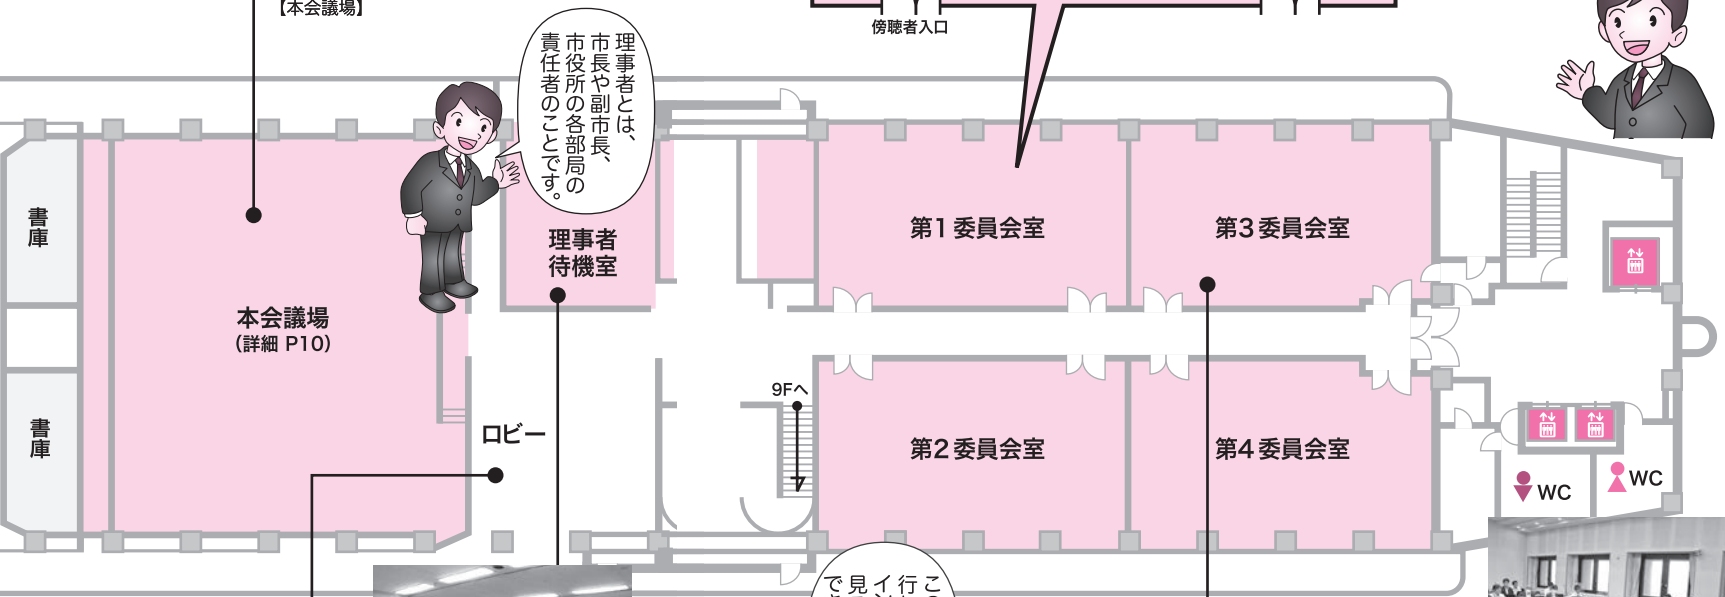 【本会議場】
傍聴者入口
理事者とは、
市長や副市長、
市役所の各部局の
責任者のことです。
書庫
書庫
本会議場
(詳細 P10)
理事者
待機室
ロビー
9Fへ
第1委員会室
第3委員会室
第2委員会室
第4委員会室
WC
WC